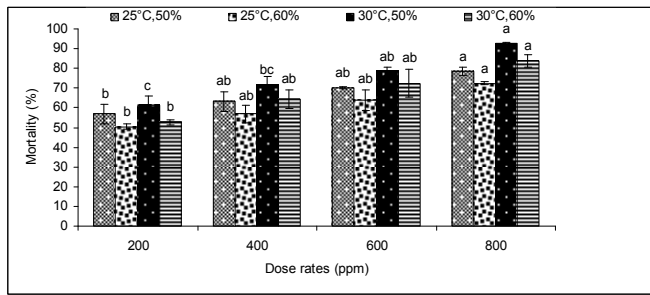 25°C,50% 25°C,60% 30°C,50% 30°C,60%
100
90
80
70
60
50
40
30
20
10
0
Mortality (%)
b b c b
ab ab bc ab
ab ab ab ab
a a a a
200 400 600 800
Dose rates (ppm)